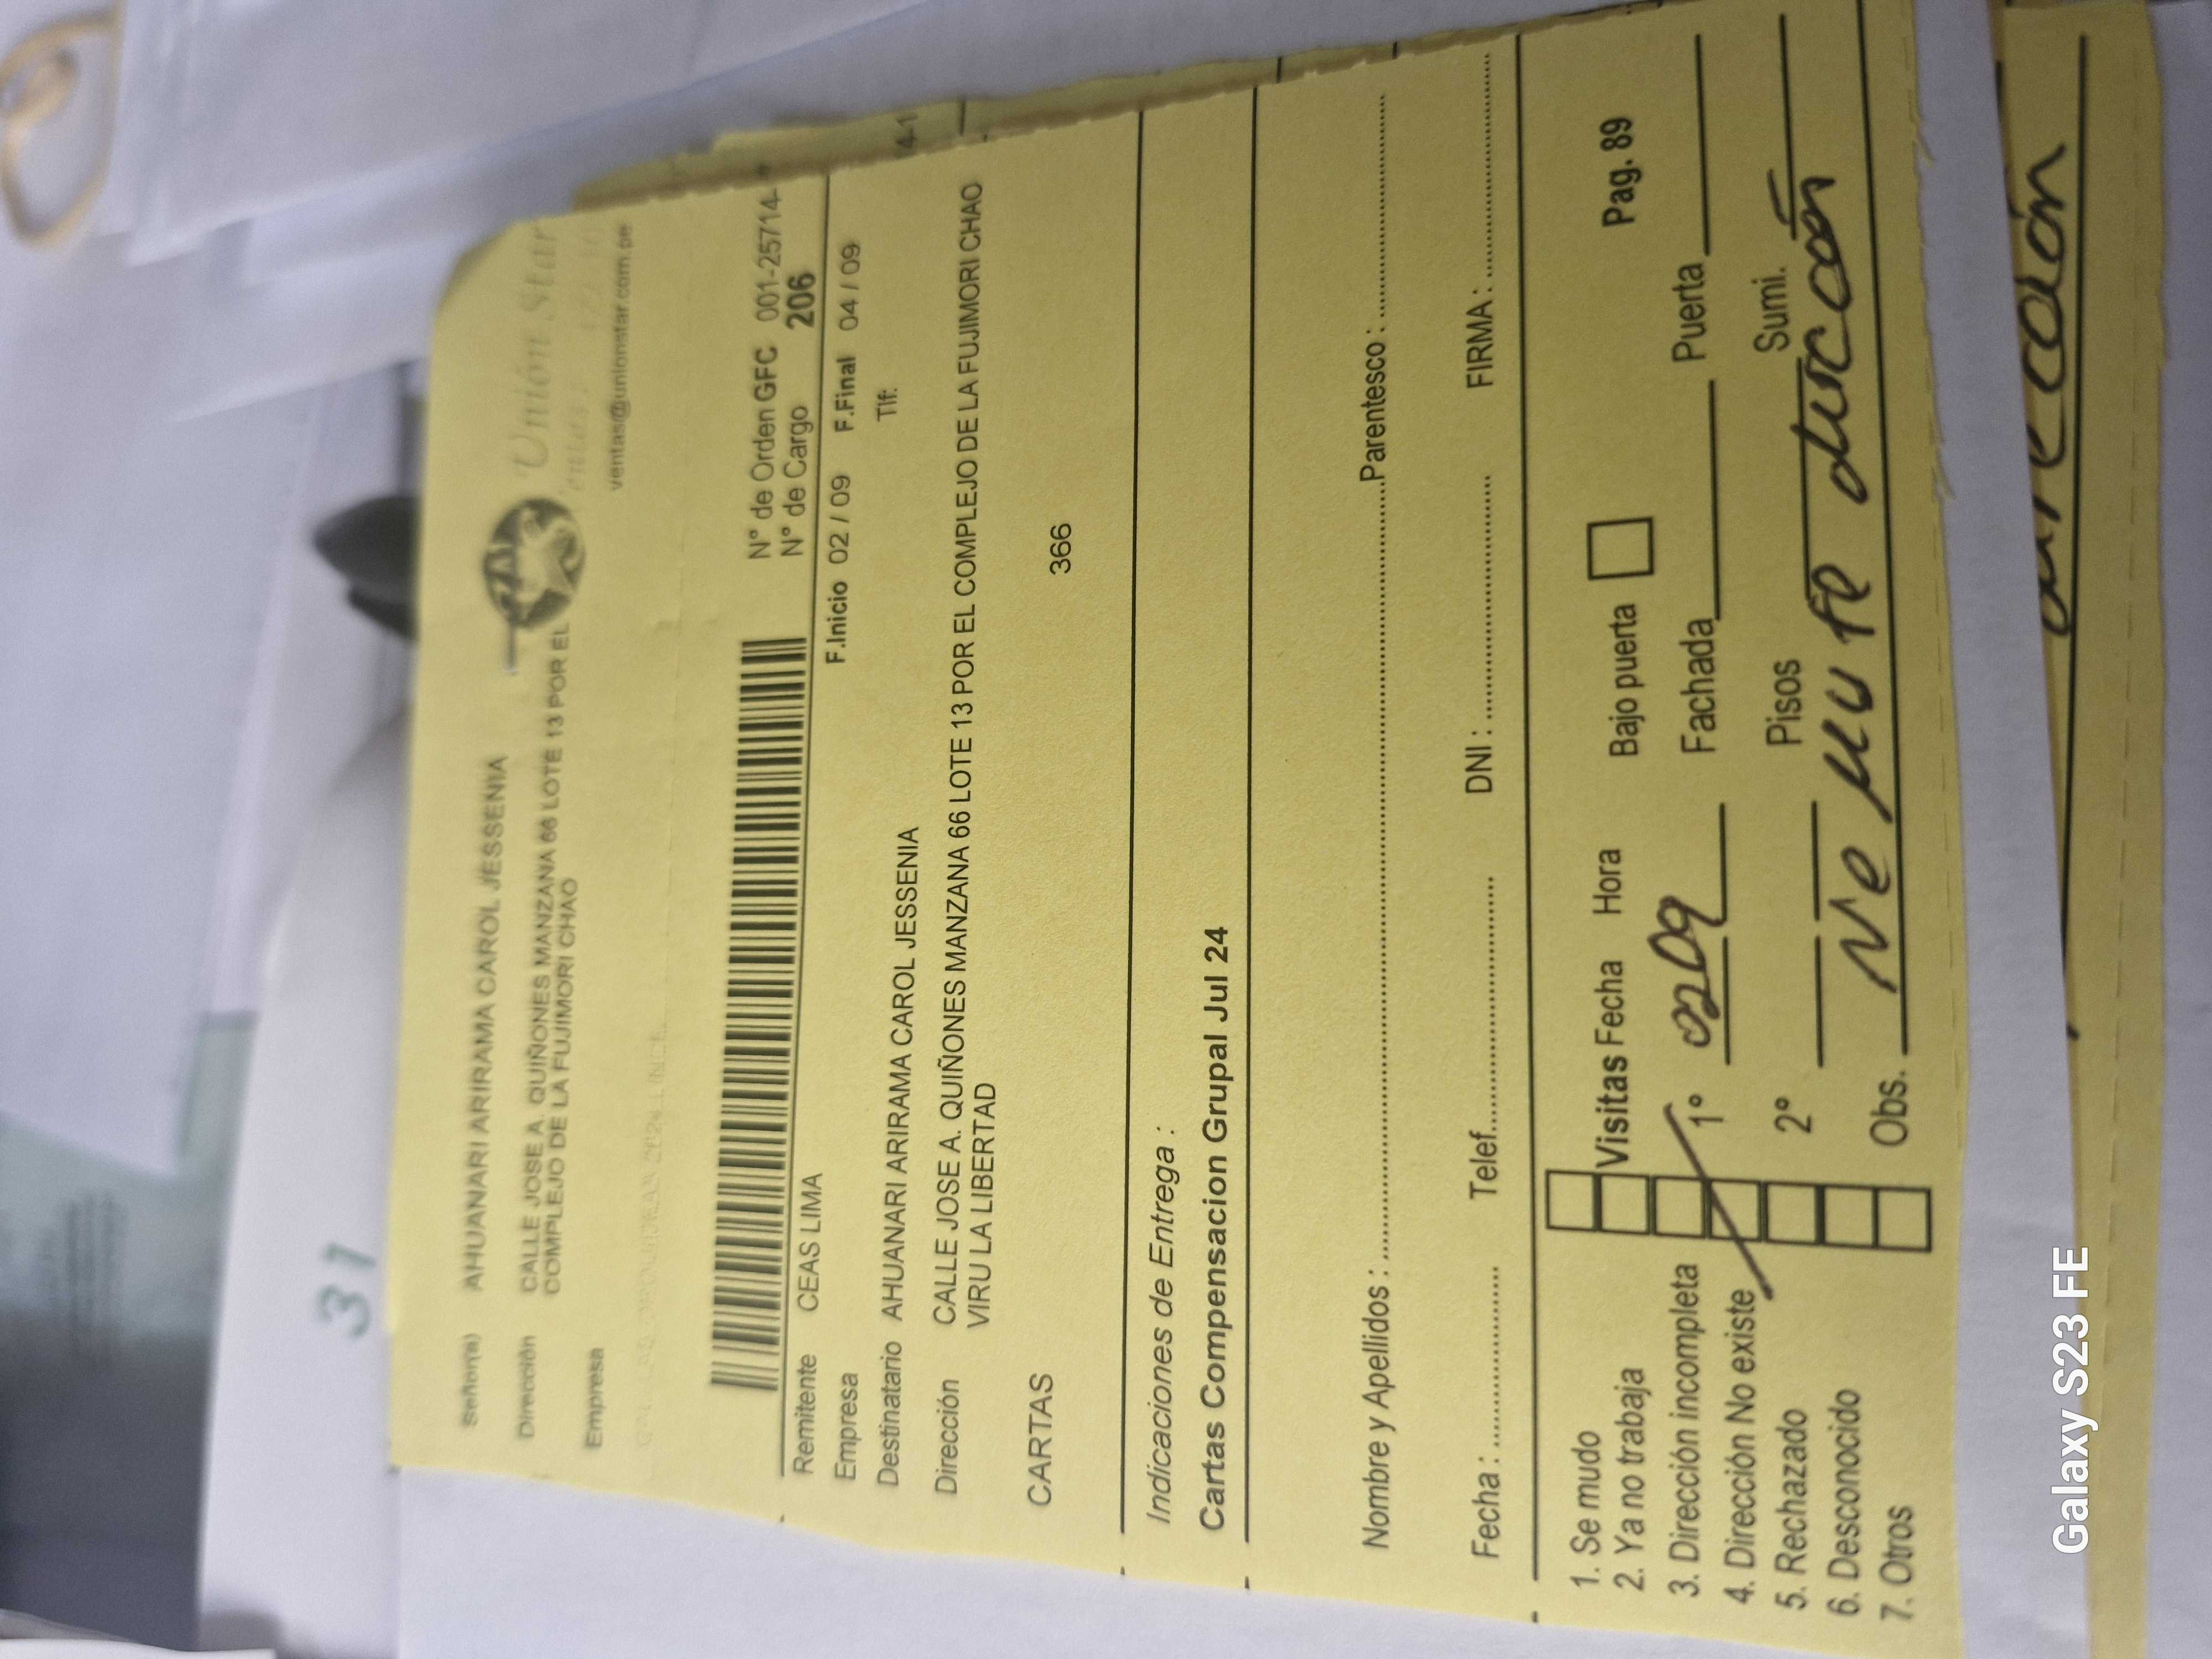 31
Señor(a) AHUANARI ARIRAMA CAROL JESSENIA
Unión Star
Dirección CALLE JOSE A. QUIÑONES MANZANA 66 LOTE 13 POR EL
COMPLEJO DE LA FUJIMORI CHAO
Empresa
ventas@unionstar.com.pe
N° de Orden GFC 001-25714-
N° de Cargo 206
Remitente CEAS LIMA
F.Inicio 02 / 09 F.Final 04 / 09
Empresa
Tlf:
Destinatario AHUANARI ARIRAMA CAROL JESSENIA
Dirección CALLE JOSE A. QUIÑONES MANZANA 66 LOTE 13 POR EL COMPLEJO DE LA FUJIMORI CHAO
VIRU LA LIBERTAD
CARTAS 366
Indicaciones de Entrega :
Cartas Compensacion Grupal Jul 24
Nombre y Apellidos : Parentesco :
Fecha : Telef. DNI : FIRMA :
1. Se mudo
2. Ya no trabaja
3. Dirección incompleta
4. Dirección No existe
5. Rechazado
6. Desconocido
7. Otros
Visitas Fecha Hora Bajo puerta Pag. 89
1° 0209 Fachada Puerta
2° Pisos Sumi.
Obs.
Galaxy S23 FE